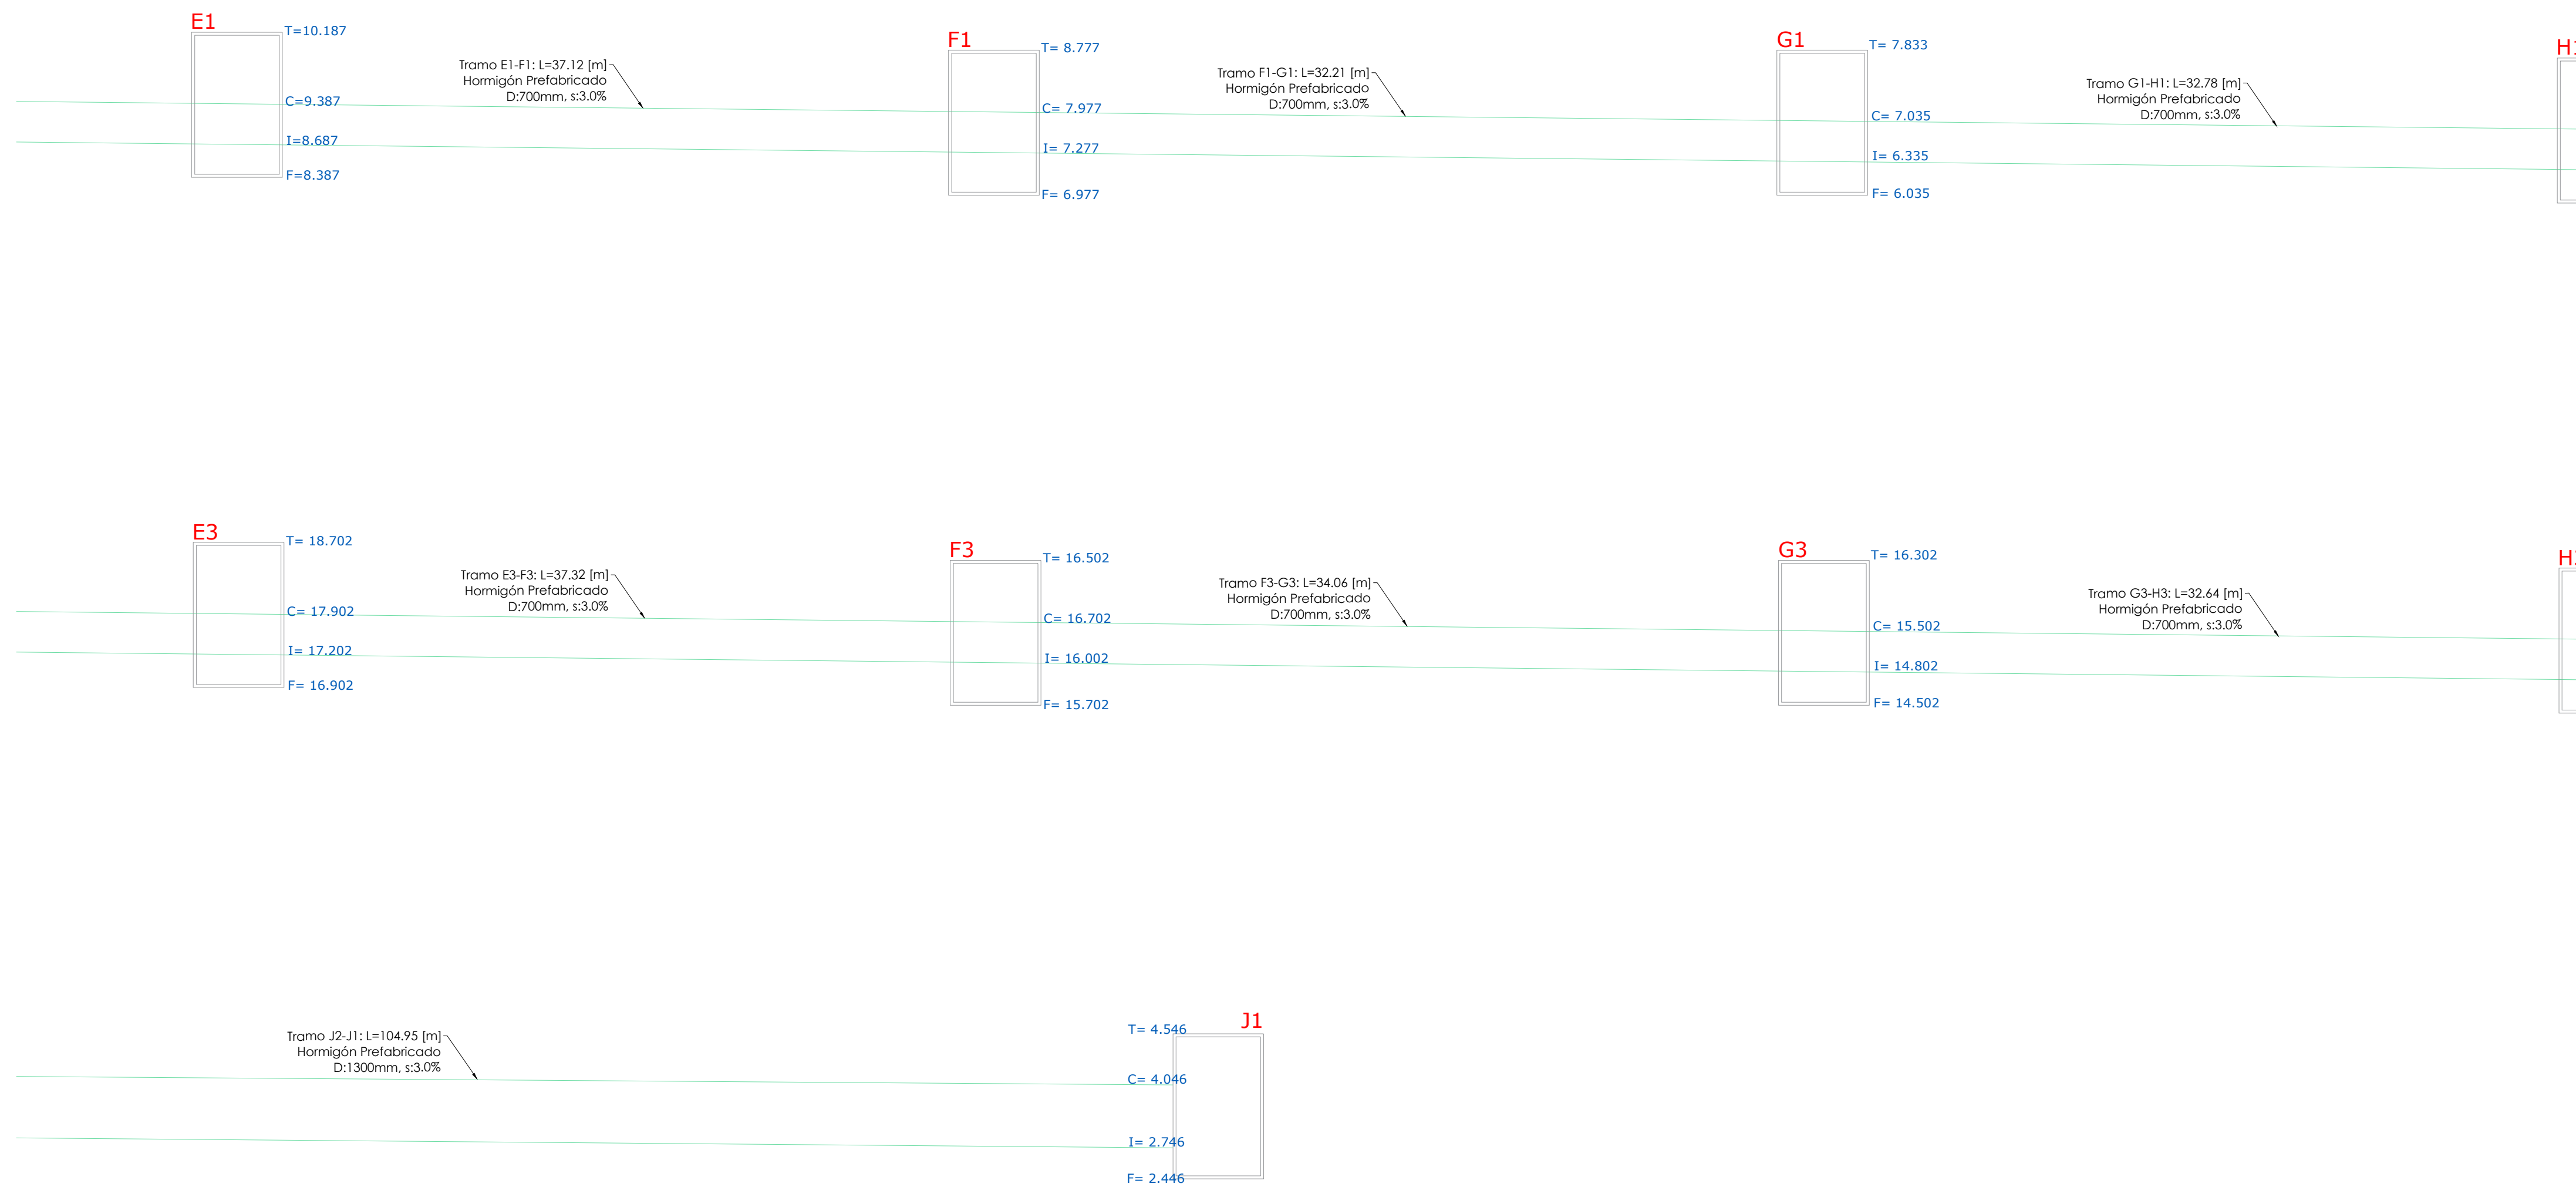 E1
T=10.187
Tramo E1-F1: L=37.12 [m]
Hormigón Prefabricado
D:700mm, s:3.0%
C=9.387
I=8.687
F=8.387
F1
T= 8.777
Tramo F1-G1: L=32.21 [m]
Hormigón Prefabricado
D:700mm, s:3.0%
C= 7.977
I= 7.277
F= 6.977
G1
T= 7.833
Tramo G1-H1: L=32.78 [m]
Hormigón Prefabricado
D:700mm, s:3.0%
C= 7.035
I= 6.335
F= 6.035
H1
E3
T= 18.702
Tramo E3-F3: L=37.32 [m]
Hormigón Prefabricado
D:700mm, s:3.0%
C= 17.902
I= 17.202
F= 16.902
F3
T= 16.502
Tramo F3-G3: L=34.06 [m]
Hormigón Prefabricado
D:700mm, s:3.0%
C= 16.702
I= 16.002
F= 15.702
G3
T= 16.302
Tramo G3-H3: L=32.64 [m]
Hormigón Prefabricado
D:700mm, s:3.0%
C= 15.502
I= 14.802
F= 14.502
Tramo J2-J1: L=104.95 [m]
Hormigón Prefabricado
D:1300mm, s:3.0%
J1
T= 4.546
C= 4.046
I= 2.746
F= 2.446